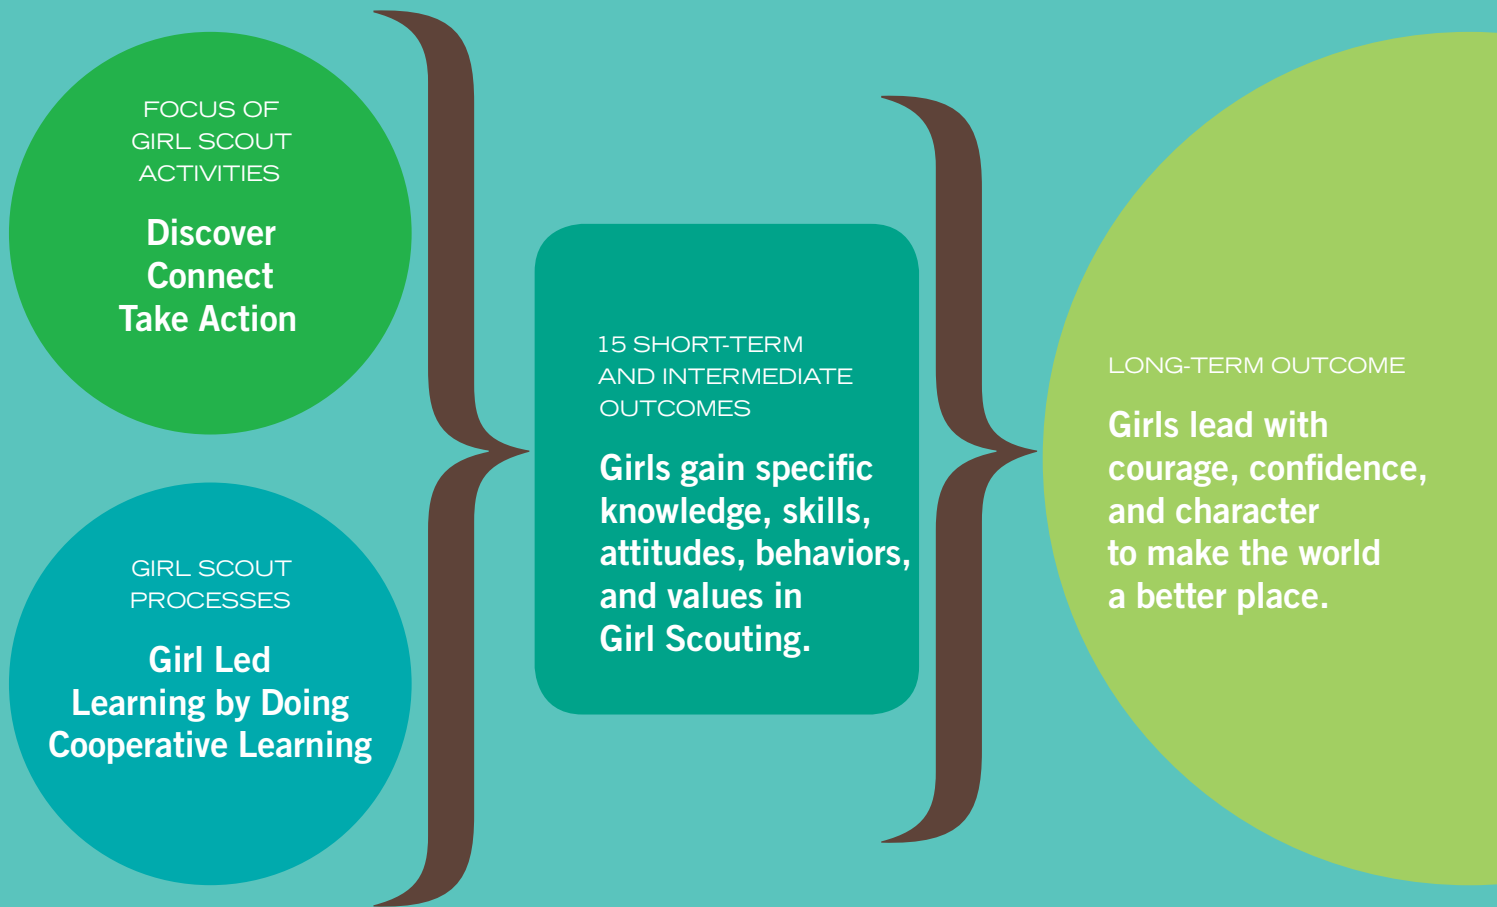 FOCUS OF
GIRL SCOUT
ACTIVITIES
Discover
Connect
Take Action
GIRL SCOUT
PROCESSES
Girl Led
Learning by Doing
Cooperative Learning
15 SHORT-TERM
AND INTERMEDIATE
OUTCOMES
Girls gain specific
knowledge, skills,
attitudes, behaviors,
and values in
Girl Scouting.
LONG-TERM OUTCOME
Girls lead with
courage, confidence,
and character
to make the world
a better place.